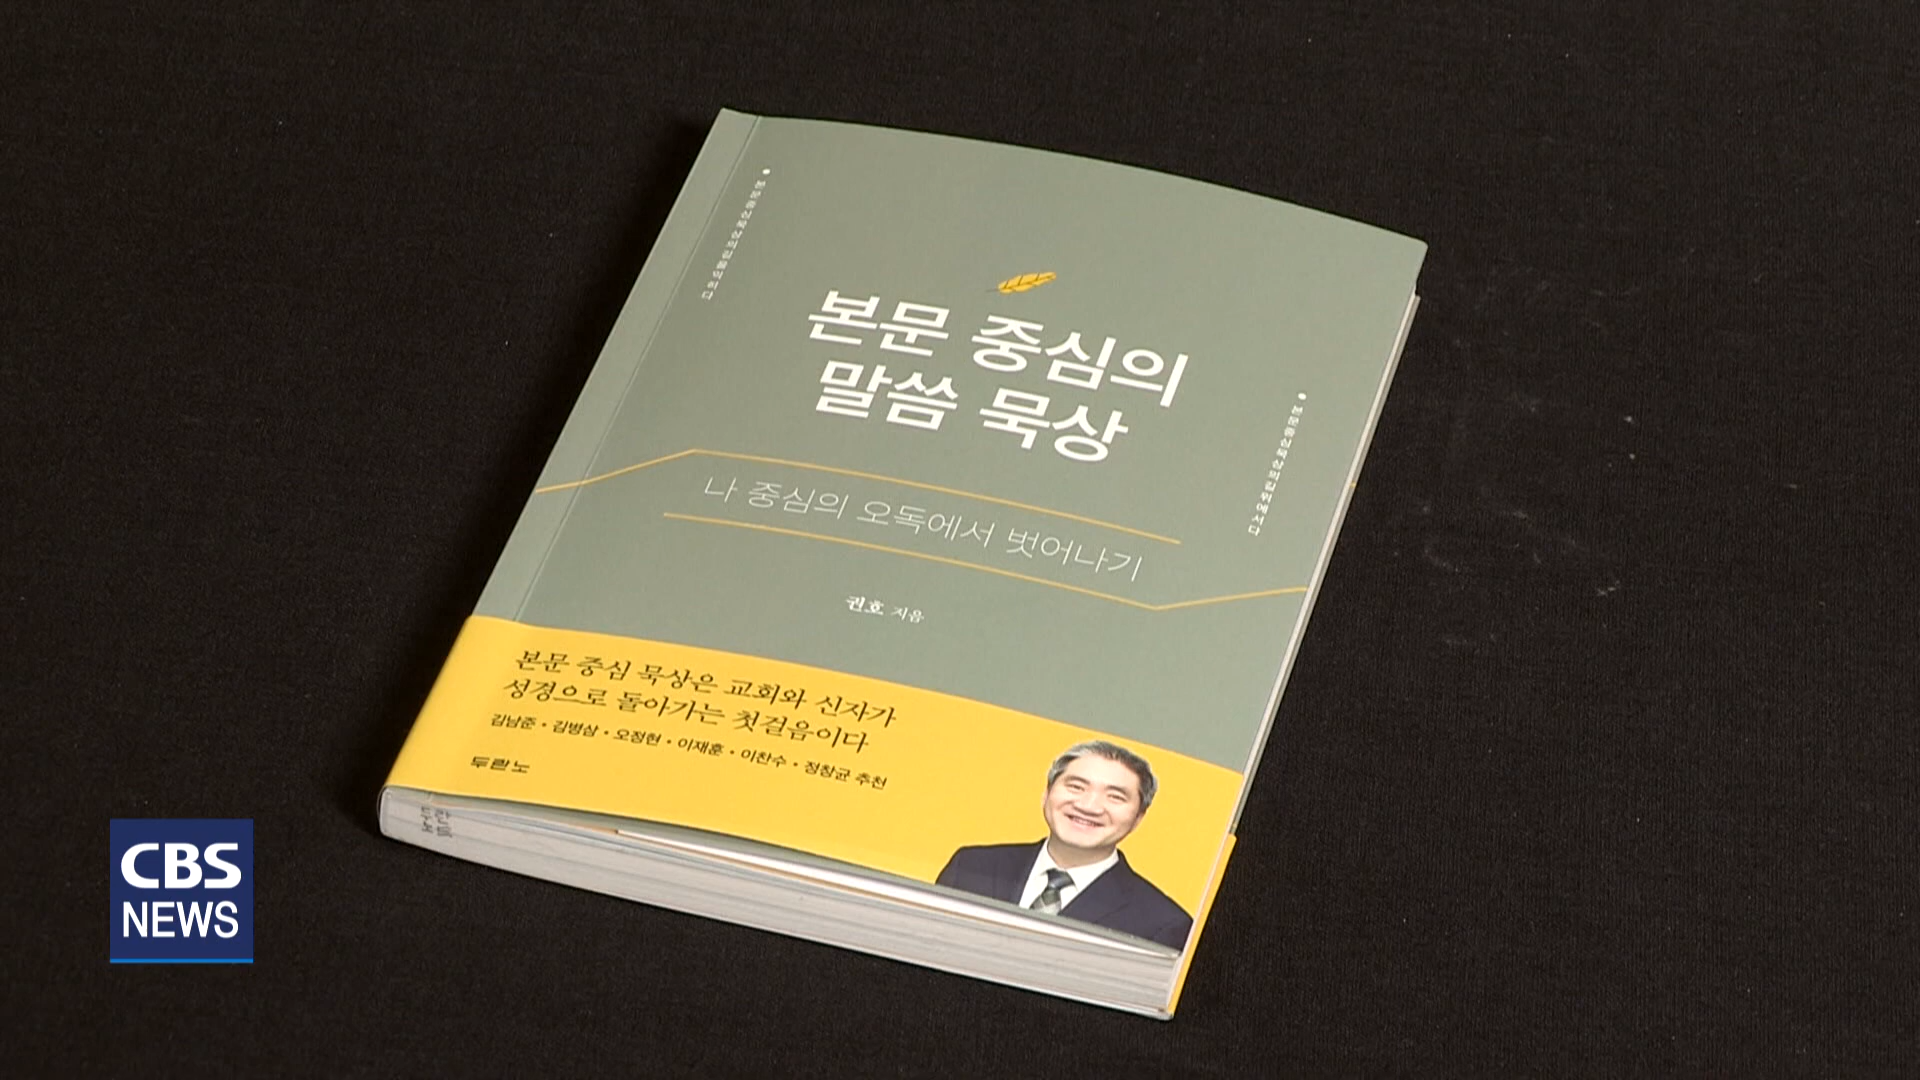 본문 중심의
말씀 묵상
나 중심의 오독에서 벗어나기
권호 지음
본문 중심 묵상은 교회와 신자가
성경으로 돌아가는 첫걸음이다
김남준 • 김병삼 • 오정현 • 이재훈 • 이찬수 • 정창균 추천
두란노
CBS
NEWS